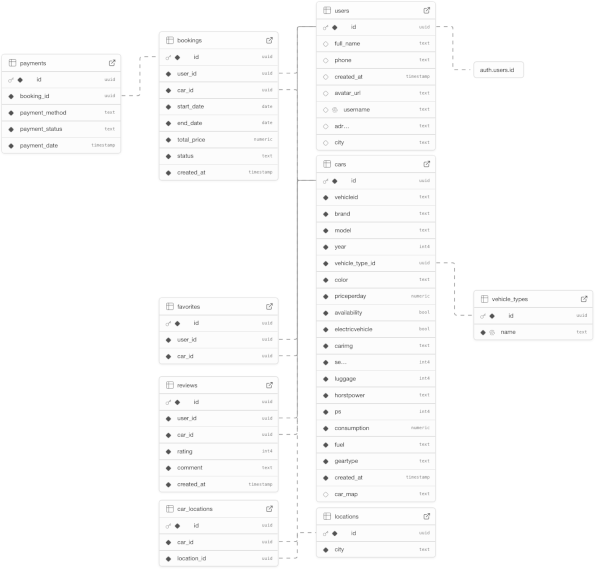 payments
id uuid
booking_id uuid
payment_method text
payment_status text
payment_date timestamp
bookings
id uuid
user_id uuid
car_id uuid
start_date date
end_date date
total_price numeric
status text
created_at timestamp
favorites
id uuid
user_id uuid
car_id uuid
reviews
id uuid
user_id uuid
car_id uuid
rating int4
comment text
created_at timestamp
car_locations
id uuid
car_id uuid
location_id uuid
users
id uuid
full_name text
phone text
created_at timestamp
avatar_url text
username text
adr... text
city text
cars
id uuid
vehicleid text
brand text
model text
year int4
vehicle_type_id uuid
color text
priceperday numeric
availability bool
electricvehicle bool
carimg text
se... int4
luggage int4
horstpower text
ps int4
consumption numeric
fuel text
geartype text
created_at timestamp
car_map text
locations
id uuid
city text
auth.users.id
vehicle_types
id uuid
name text